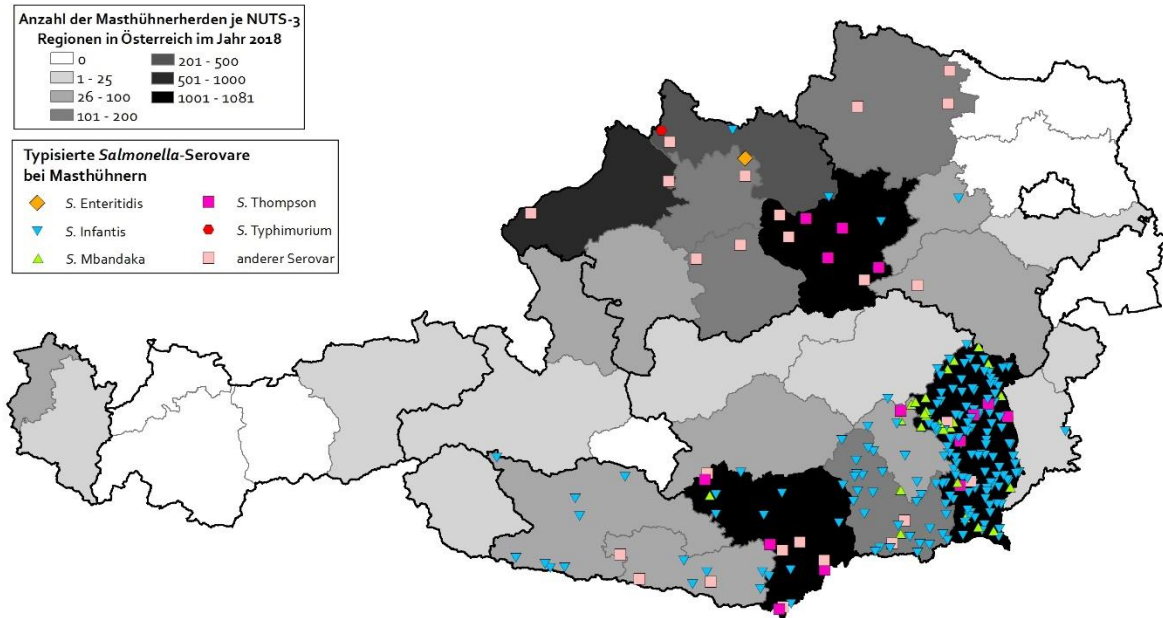 Anzahl der Masthühnerherden je NUTS-3
Regionen in Österreich im Jahr 2018
0
201 - 500
1 - 25
501 - 1000
26 - 100
1001 - 1081
101 - 200
Typisierte Salmonella-Serovare
bei Masthühnern
S. Enteritidis
S. Thompson
S. Infantis
S. Typhimurium
S. Mbandaka
anderer Serovar